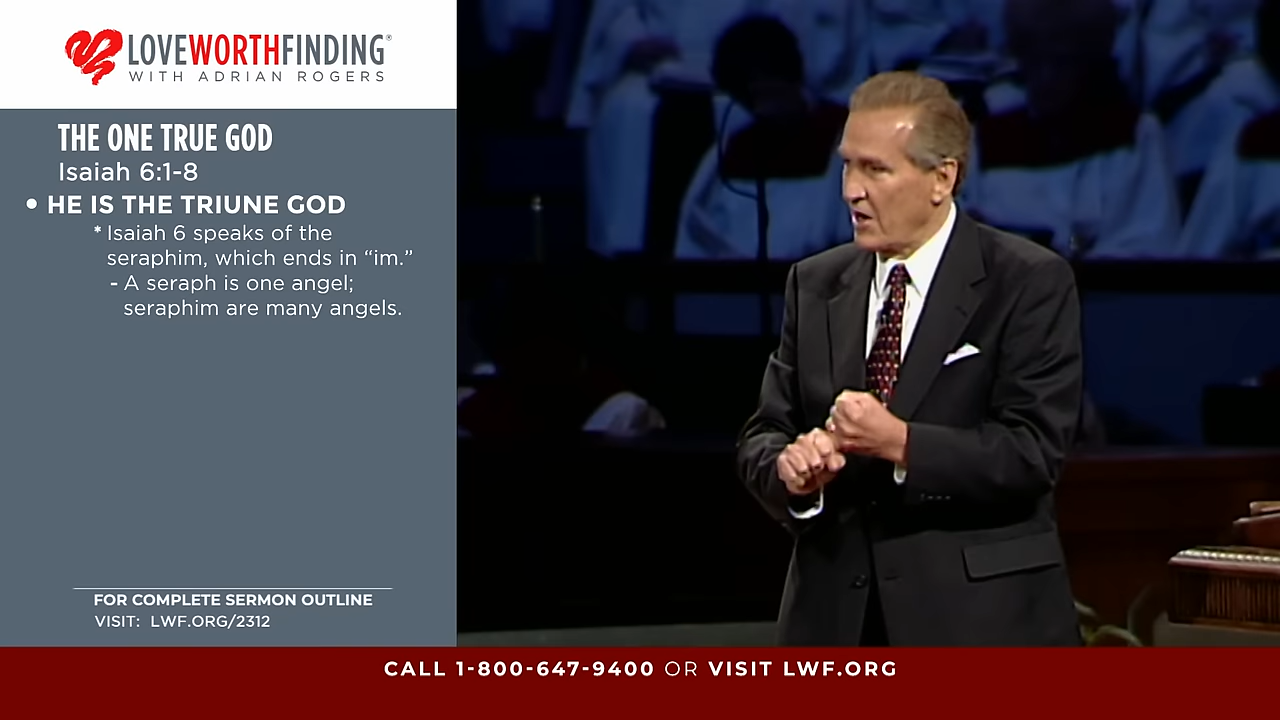 LOVEWORTHFINDING®
WITH ADRIAN ROGERS
THE ONE TRUE GOD
Isaiah 6:1-8
• HE IS THE TRIUNE GOD
* Isaiah 6 speaks of the
seraphim, which ends in “im.”
- A seraph is one angel;
seraphim are many angels.
FOR COMPLETE SERMON OUTLINE
VISIT: LWF.ORG/2312
CALL 1-800-647-9400 OR VISIT LWF.ORG